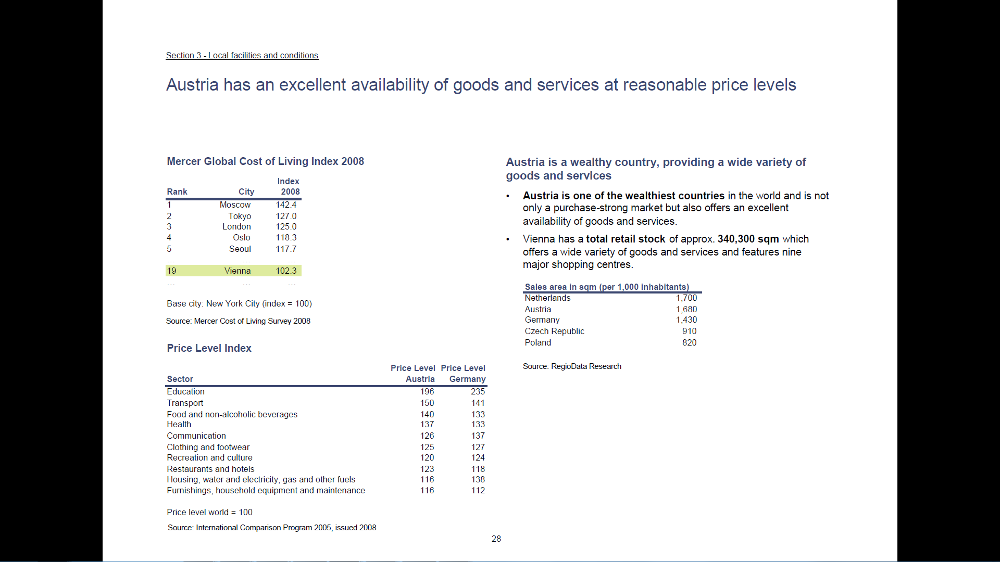 Section 3 - Local facilities and conditions
Austria has an excellent availability of goods and services at reasonable price levels
Mercer Global Cost of Living Index 2008
Index
Rank City 2008
1 Moscow 142.4
2 Tokyo 127.0
3 London 125.0
4 Oslo 118.3
5 Seoul 117.7
... ... ...
19 Vienna 102.3
... ... ...
Base city: New York City (index = 100)
Source: Mercer Cost of Living Survey 2008
Price Level Index
Price Level Price Level
Sector Austria Germany
Education 196 235
Transport 150 141
Food and non-alcoholic beverages 140 133
Health 137 133
Communication 126 137
Clothing and footwear 125 127
Recreation and culture 120 124
Restaurants and hotels 123 118
Housing, water and electricity, gas and other fuels 116 138
Furnishings, household equipment and maintenance 116 112
Price level world = 100
Source: International Comparison Program 2005, issued 2008
Austria is a wealthy country, providing a wide variety of
goods and services
• Austria is one of the wealthiest countries in the world and is not
only a purchase-strong market but also offers an excellent
availability of goods and services.
• Vienna has a total retail stock of approx. 340,300 sqm which
offers a wide variety of goods and services and features nine
major shopping centres.
Sales area in sqm (per 1,000 inhabitants)
Netherlands 1,700
Austria 1,680
Germany 1,430
Czech Republic 910
Poland 820
Source: RegioData Research
28